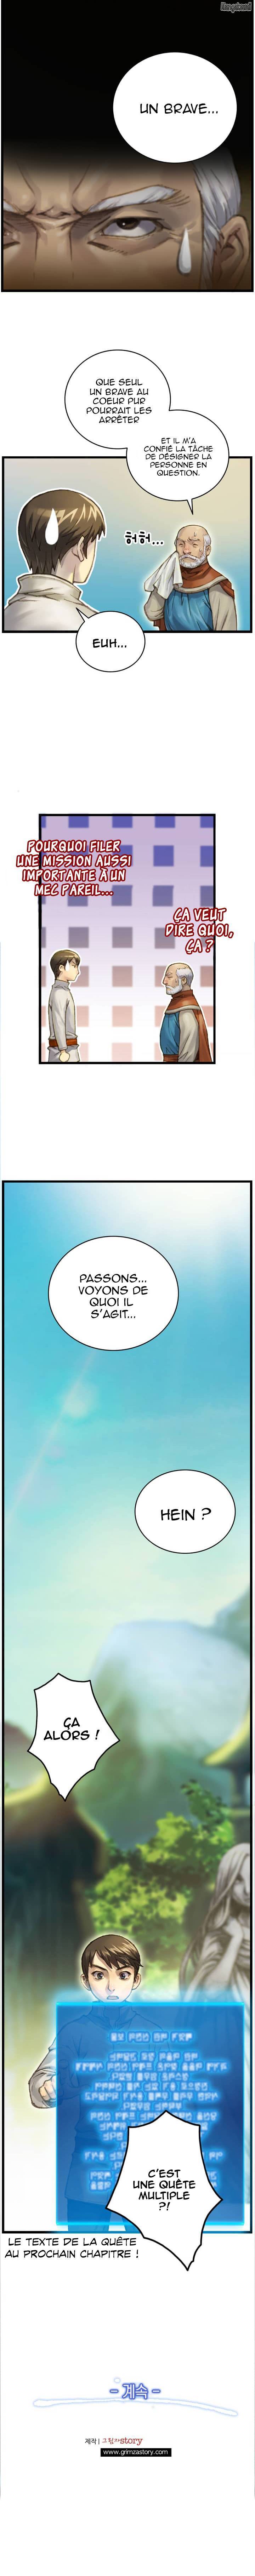 UN BRAVE...
QUE SEUL
UN BRAVE AU
COEUR PUR
POURRAIT LES
ARRÊTER
ET IL M'A
CONFIÉ LA TÂCHE
DE DÉSIGNER LA
PERSONNE EN
QUESTION.
허허...
EUH...
POURQUOI FILER
UNE MISSION AUSSI
IMPORTANTE À UN
MEC PAREIL...
ÇA VEUT
DIRE QUOI,
ÇA ?
PASSONS...
VOYONS DE
QUOI IL
S'AGIT...
HEIN ?
ÇA
ALORS !
C'EST
UNE QUÊTE
MULTIPLE
?!
LE TEXTE DE LA QUÊTE
AU PROCHAIN CHAPITRE !
- 계속 -
제작 | 그림자story
www.grimzastory.com